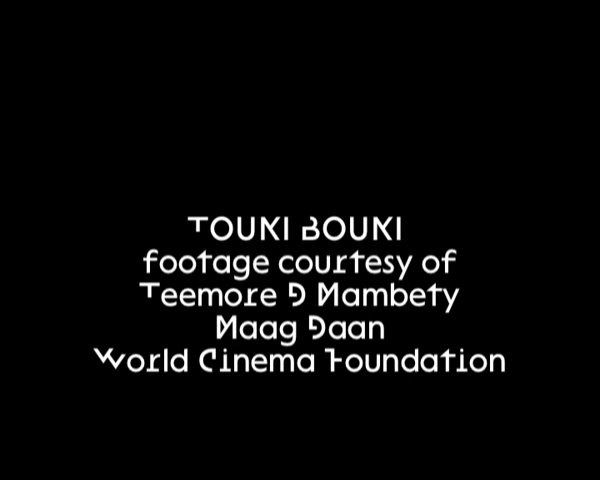 TOUKI BOUKI
footage courtesy of
Teemore D Mambety
Maag Daan
World Cinema Foundation